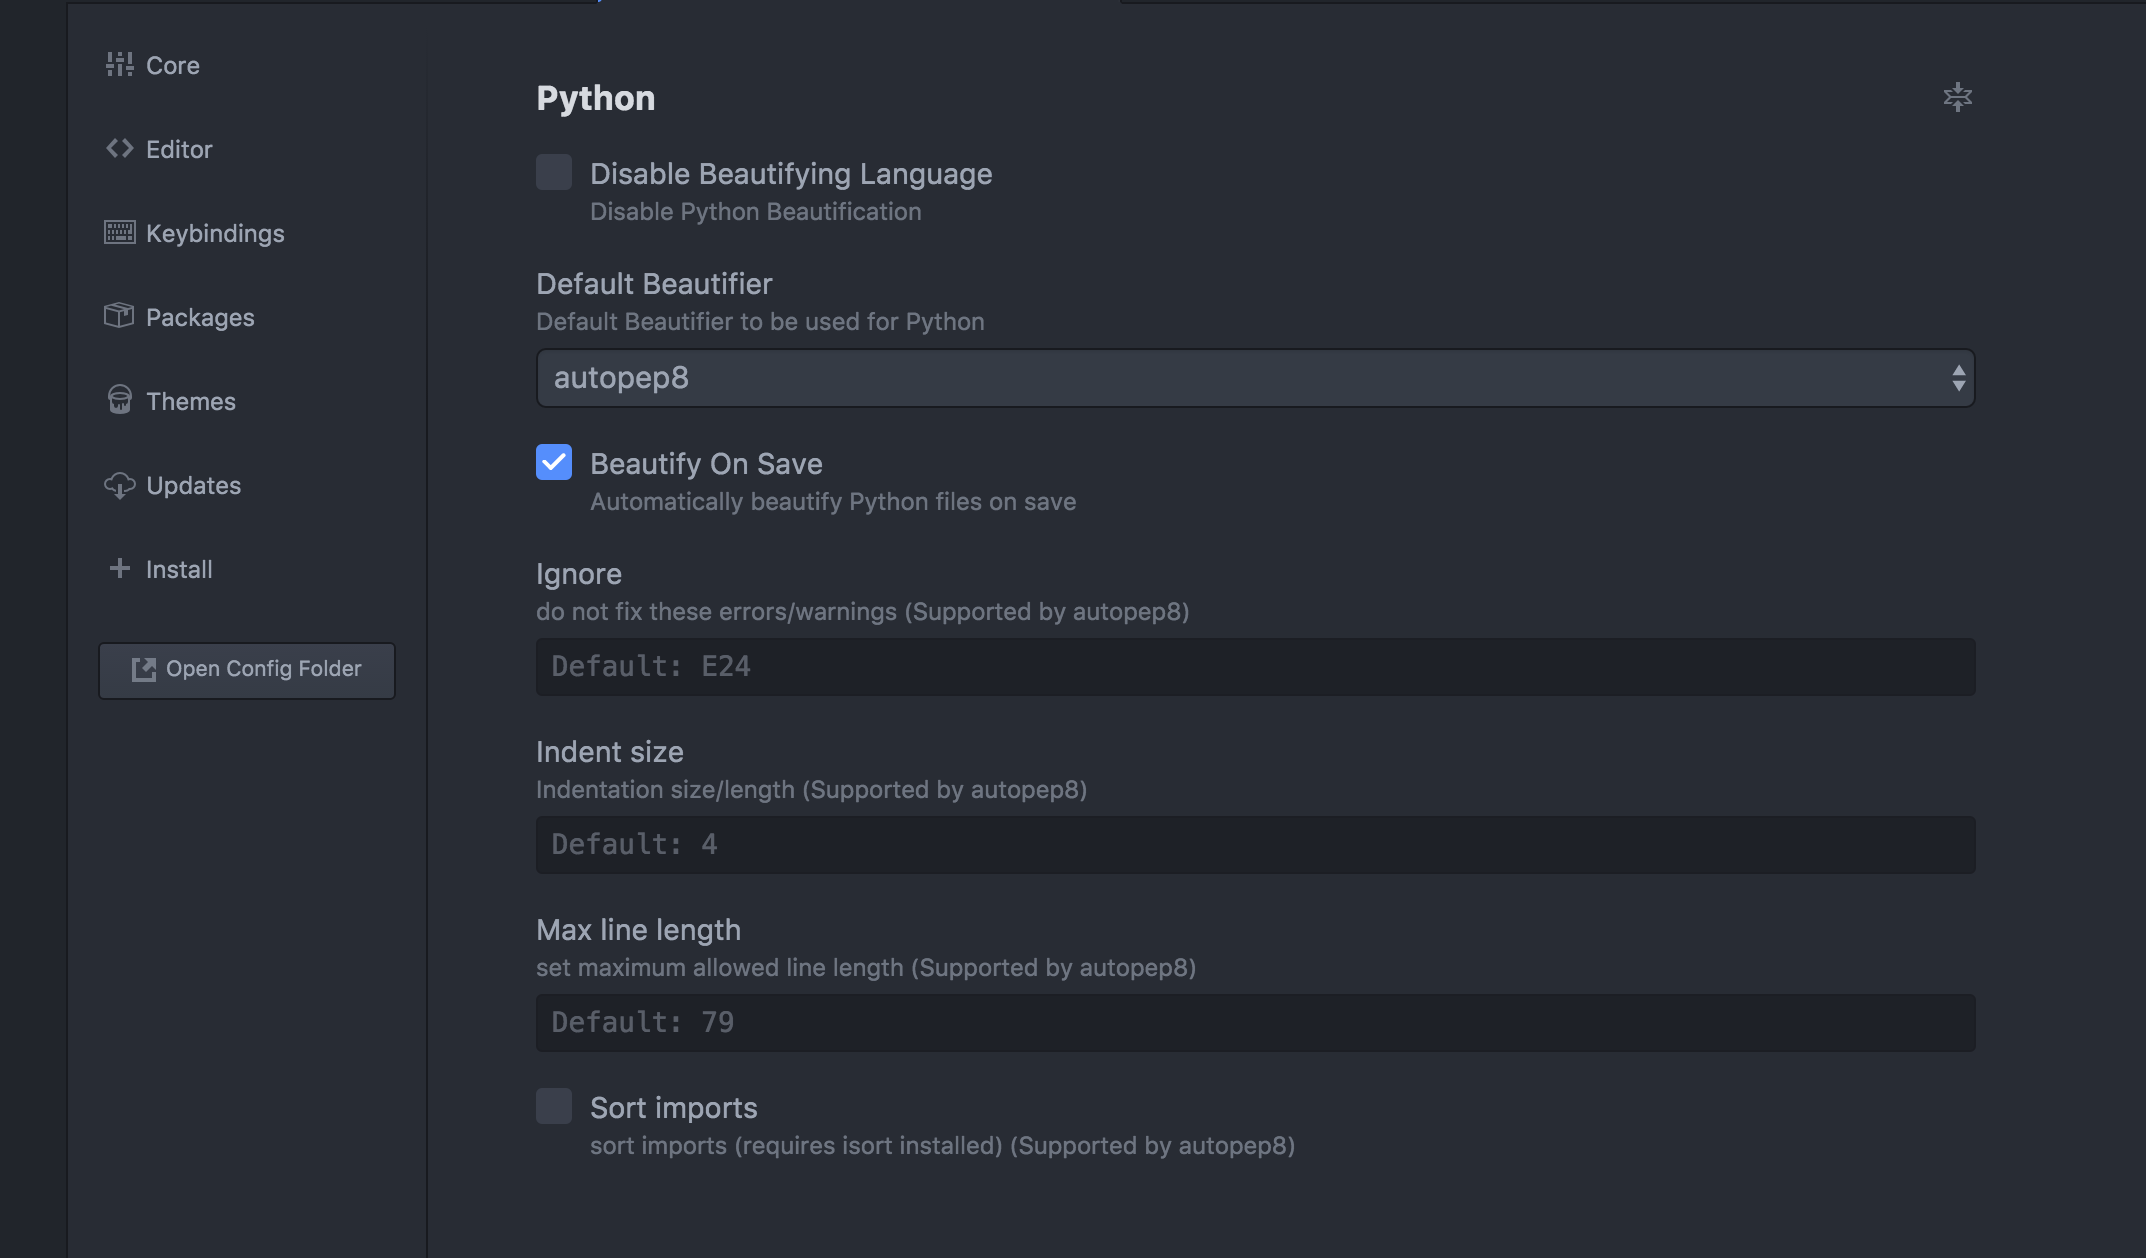 Core
Editor
Keybindings
Packages
Themes
Updates
Install
Open Config Folder
Python
Disable Beautifying Language
Disable Python Beautification
Default Beautifier
Default Beautifier to be used for Python
autopep8
Beautify On Save
Automatically beautify Python files on save
Ignore
do not fix these errors/warnings (Supported by autopep8)
Default: E24
Indent size
Indentation size/length (Supported by autopep8)
Default: 4
Max line length
set maximum allowed line length (Supported by autopep8)
Default: 79
Sort imports
sort imports (requires isort installed) (Supported by autopep8)